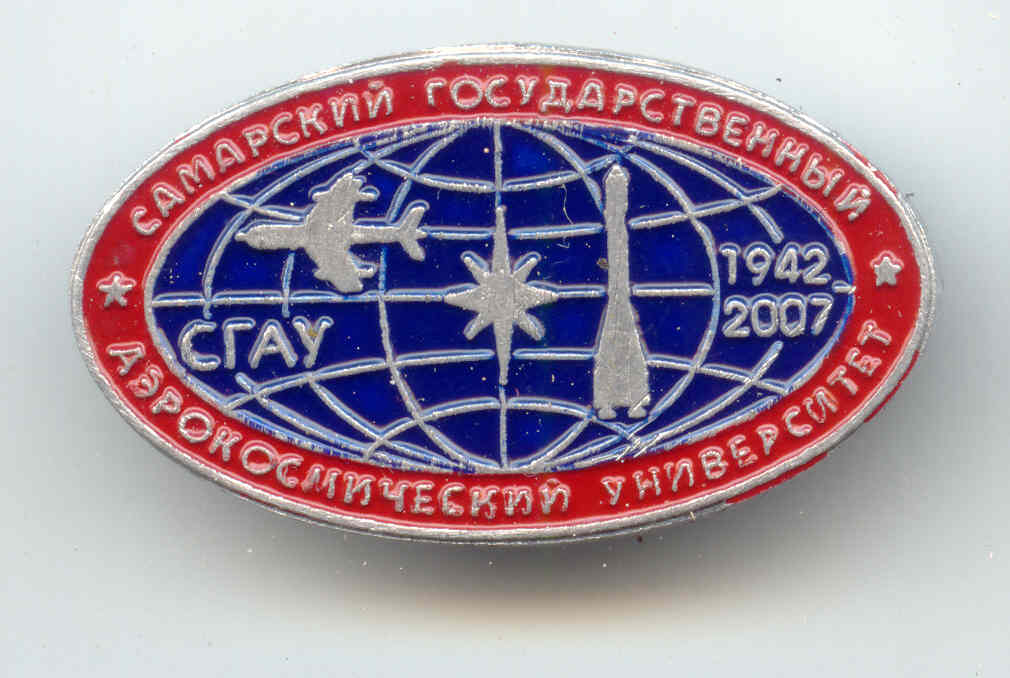 САМАРСКИЙ ГОСУДАРСТВЕННЫЙ
1942
2007
СГАУ
АЭРОКОСМИЧЕСКИЙ УНИВЕРСИТЕТ